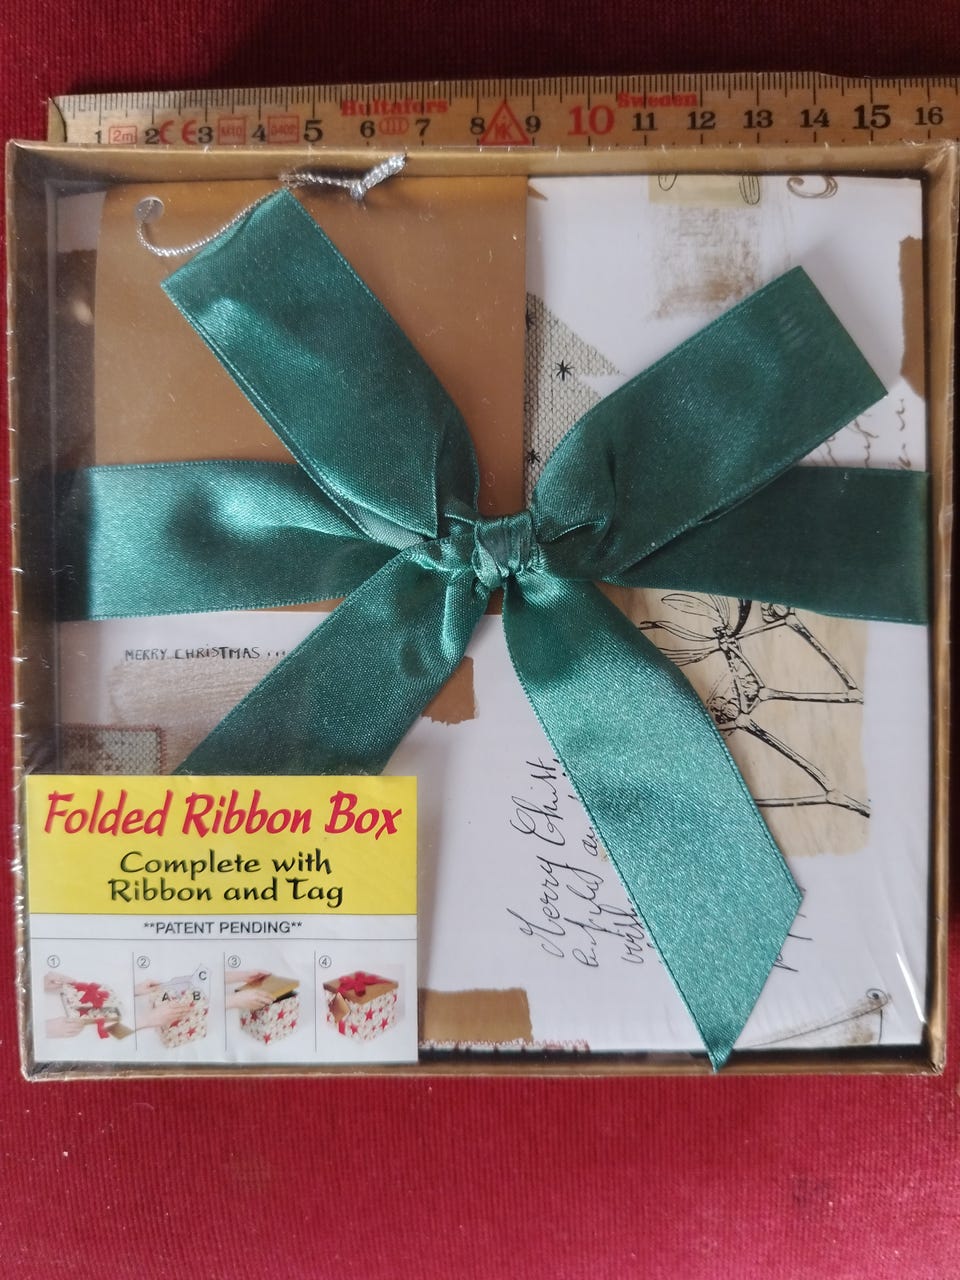 Hultafors Sweden
1 2m 2 CE 3 M10 4 G405 5 6 III 7 8 9 10 11 12 13 14 15 16
MERRY CHRISTMAS ...
Merry Christ
Folded Ribbon Box
Complete with
Ribbon and Tag
**PATENT PENDING**
1 2 3 4
A B C